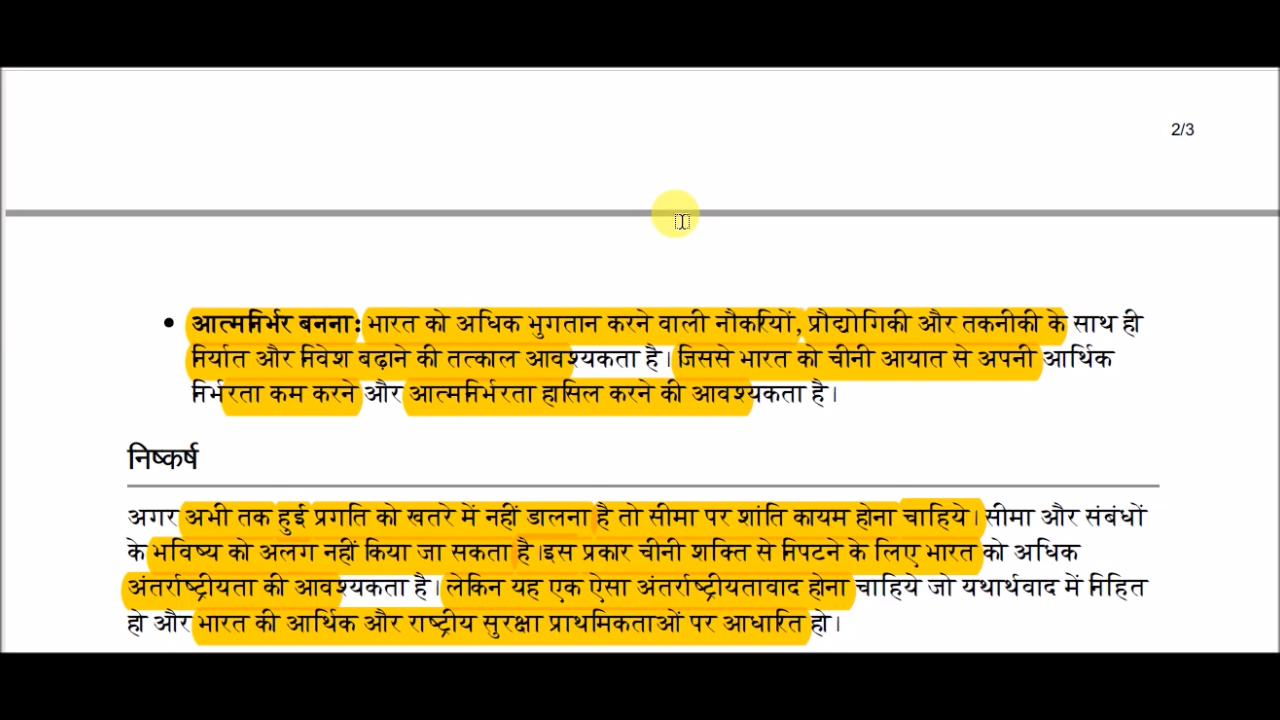 2/3
• आत्मनिर्भर बनना: भारत को अधिक भुगतान करने वाली नौकरियों, प्रौद्योगिकी और तकनीकी के साथ ही
निर्यात और निवेश बढ़ाने की तत्काल आवश्यकता है। जिससे भारत को चीनी आयात से अपनी आर्थिक
निर्भरता कम करने और आत्मनिर्भरता हासिल करने की आवश्यकता है।
निष्कर्ष
अगर अभी तक हुई प्रगति को खतरे में नहीं डालना है तो सीमा पर शांति कायम होना चाहिये। सीमा और संबंधों
के भविष्य को अलग नहीं किया जा सकता है।इस प्रकार चीनी शक्ति से निपटने के लिए भारत को अधिक
अंतर्राष्ट्रीयता की आवश्यकता है। लेकिन यह एक ऐसा अंतर्राष्ट्रीयतावाद होना चाहिये जो यथार्थवाद में निहित
हो और भारत की आर्थिक और राष्ट्रीय सुरक्षा प्राथमिकताओं पर आधारित हो।